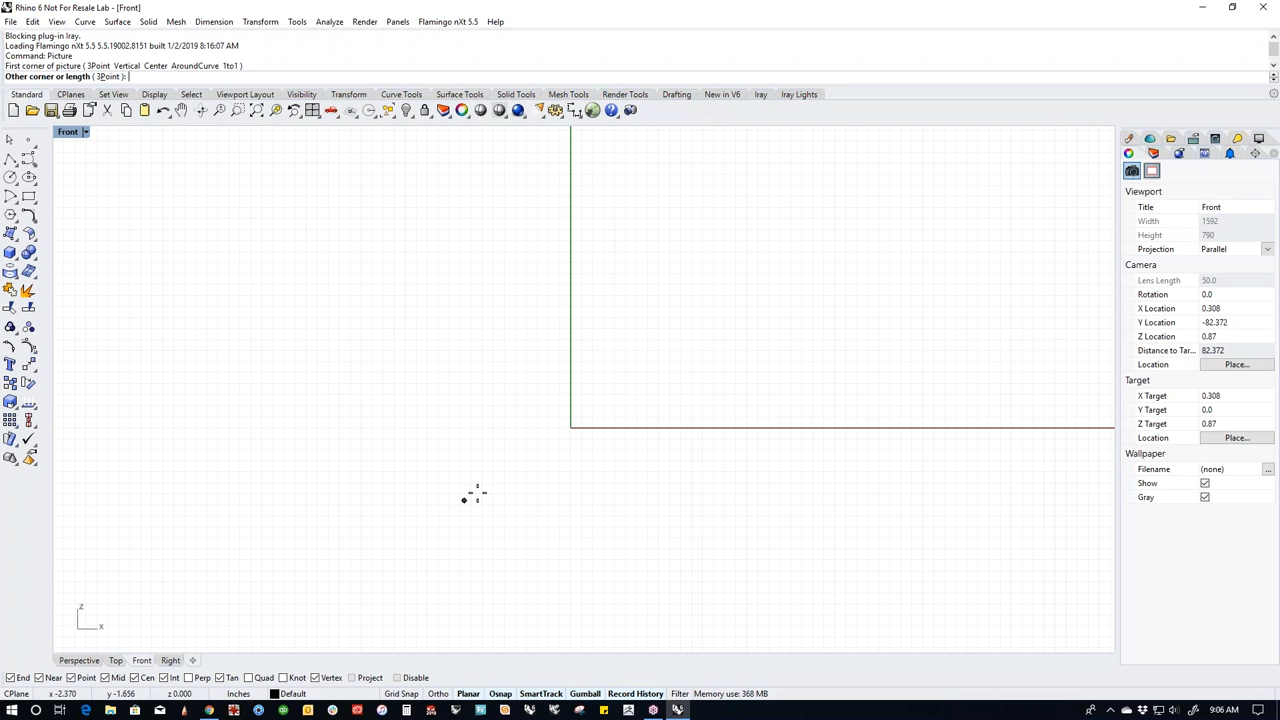 Rhino 6 Not For Resale Lab - [Front]
File Edit View Curve Surface Solid Mesh Dimension Transform Tools Analyze Render Panels Flamingo nXt 5.5 Help
Blocking plug-in Iray.
Loading Flamingo nXt 5.5 5.5.19002.8151 built 1/2/2019 8:16:07 AM
Command: Picture
First corner of picture ( 3Point Vertical Center AroundCurve 1to1 )
Other corner or length ( 3Point ):
Standard CPlanes Set View Display Select Viewport Layout Visibility Transform Curve Tools Surface Tools Solid Tools Mesh Tools Render Tools Drafting New in V6 Iray Iray Lights
Front
Viewport
Title Front
Width 1592
Height 790
Projection Parallel
Camera
Lens Length 50.0
Rotation 0.0
X Location 0.308
Y Location -82.372
Z Location 0.87
Distance to Tar... 82.372
Location Place...
Target
X Target 0.308
Y Target 0.0
Z Target 0.87
Location Place...
Wallpaper
Filename (none) ...
Show
Gray
z
x
Perspective Top Front Right
End Near Point Mid Cen Int Perp Tan Quad Knot Vertex Project Disable
CPlane x -2.370 y -1.656 z 0.000 Inches Default Grid Snap Ortho Planar Osnap SmartTrack Gumball Record History Filter Memory use: 368 MB
9:06 AM